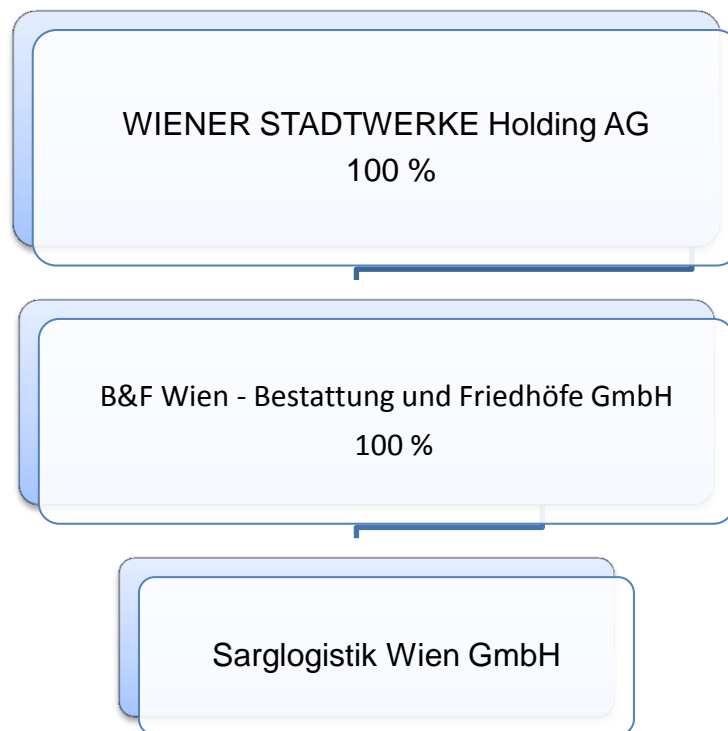 WIENER STADTWERKE Holding AG
100 %
B&F Wien - Bestattung und Friedhöfe GmbH
100 %
Sarglogistik Wien GmbH